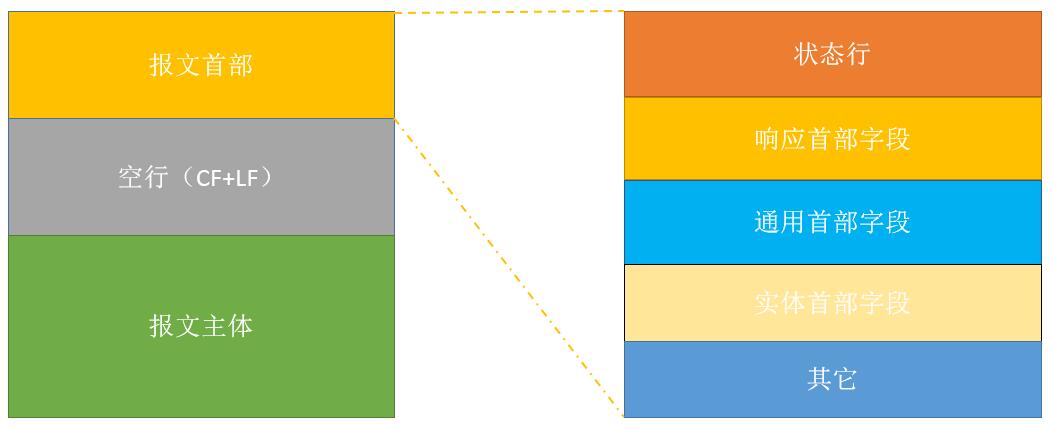 报文首部
空行（CF+LF）
报文主体
状态行
响应首部字段
通用首部字段
实体首部字段
其它